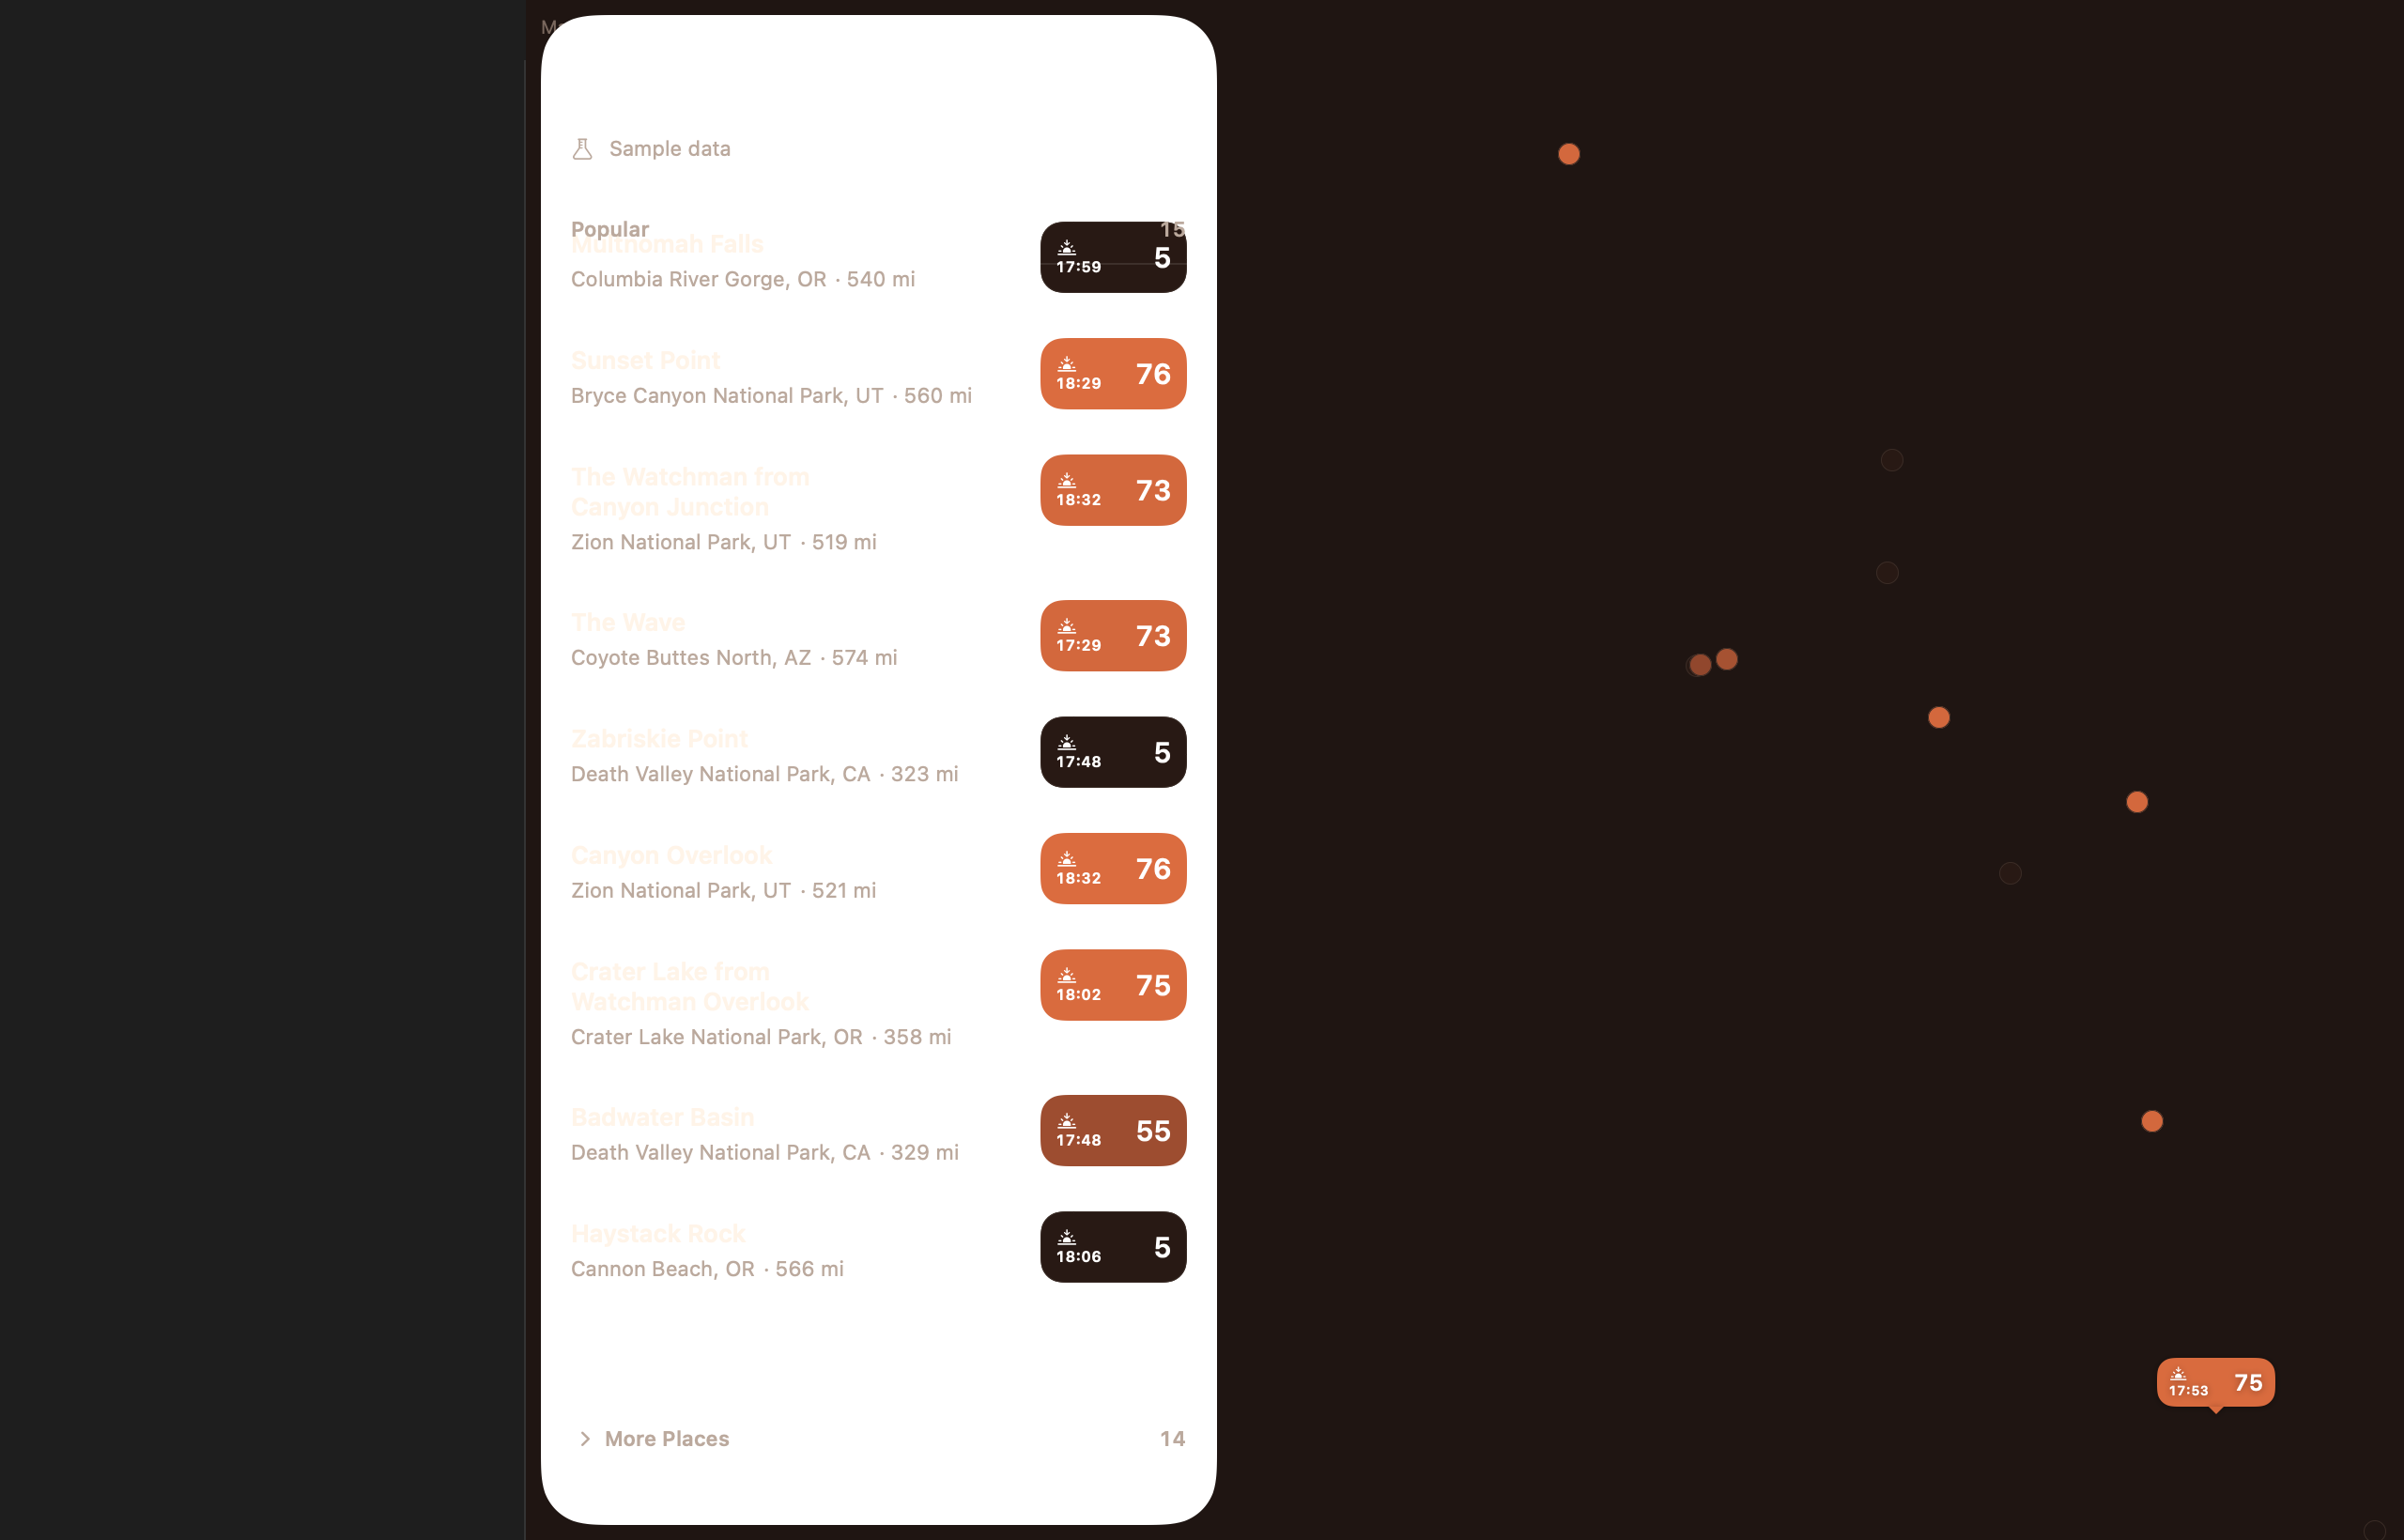 Sample data
Popular 15
Multnomah Falls
Columbia River Gorge, OR · 540 mi
17:59 5
Sunset Point
Bryce Canyon National Park, UT · 560 mi
18:29 76
The Watchman from
Canyon Junction
Zion National Park, UT · 519 mi
18:32 73
The Wave
Coyote Buttes North, AZ · 574 mi
17:29 73
Zabriskie Point
Death Valley National Park, CA · 323 mi
17:48 5
Canyon Overlook
Zion National Park, UT · 521 mi
18:32 76
Crater Lake from
Watchman Overlook
Crater Lake National Park, OR · 358 mi
18:02 75
Badwater Basin
Death Valley National Park, CA · 329 mi
17:48 55
Haystack Rock
Cannon Beach, OR · 566 mi
18:06 5
More Places 14
17:53 75